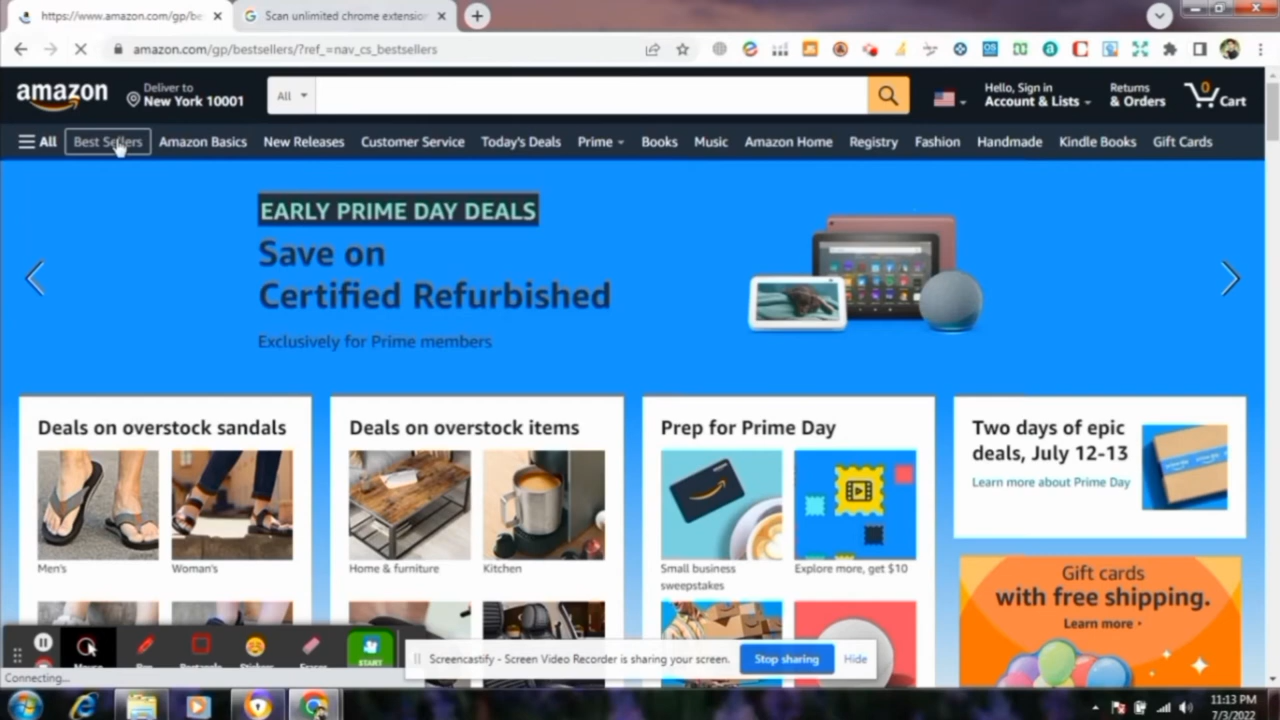 https://www.amazon.com/gp/be
Scan unlimited chrome extension
amazon.com/gp/bestsellers/?ref_=nav_cs_bestsellers
amazon
Deliver to
New York 10001
All
Hello, Sign in
Account & Lists
Returns
& Orders
0
Cart
All
Best Sellers
Amazon Basics
New Releases
Customer Service
Today's Deals
Prime
Books
Music
Amazon Home
Registry
Fashion
Handmade
Kindle Books
Gift Cards
EARLY PRIME DAY DEALS
Save on
Certified Refurbished
Exclusively for Prime members
Deals on overstock sandals
Men's
Woman's
Deals on overstock items
Home & furniture
Kitchen
Prep for Prime Day
Small business
sweepstakes
Explore more, get $10
Two days of epic
deals, July 12-13
Learn more about Prime Day
Gift cards
with free shipping.
Learn more
START
Screencastify - Screen Video Recorder is sharing your screen.
Stop sharing
Hide
Connecting...
11:13 PM
7/3/2022